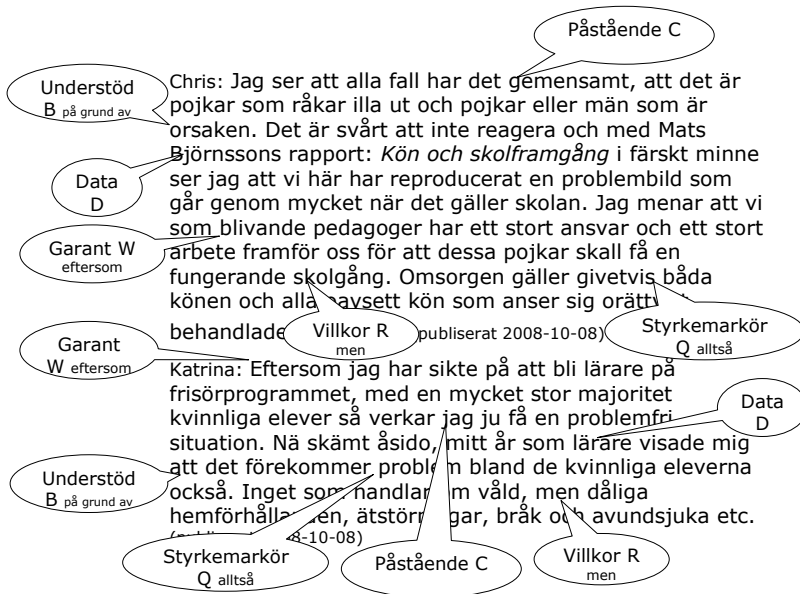 Påstående C
Understöd
B på grund av
Chris: Jag ser att alla fall har det gemensamt, att det är
pojkar som råkar illa ut och pojkar eller män som är
orsaken. Det är svårt att inte reagera och med Mats
Björnssons rapport: Kön och skolframgång i färskt minne
Data
D
ser jag att vi här har reproducerat en problembild som
går genom mycket när det gäller skolan. Jag menar att vi
som blivande pedagoger har ett stort ansvar och ett stort
Garant W
eftersom
arbete framför oss för att dessa pojkar skall få en
fungerande skolgång. Omsorgen gäller givetvis båda
könen och alla oavsett kön som anser sig
behandlade publiserat 2008-10-08)
Villkor R
men
Styrkemarkör
Q alltså
Garant
W eftersom
Katrina: Eftersom jag har sikte på att bli lärare på
frisörprogrammet, med en mycket stor majoritet
kvinnliga elever så verkar jag ju få en problemfri
Data
D
situation. Nä skämt åsido, mitt år som lärare visade mig
att det förekommer problem bland de kvinnliga eleverna
Understöd
B på grund av
också. Inget som handlar om våld, men dåliga
hemförhållanden, ätstörningar, bråk och avundsjuka etc.
8-10-08)
Styrkemarkör
Q alltså
Påstående C
Villkor R
men